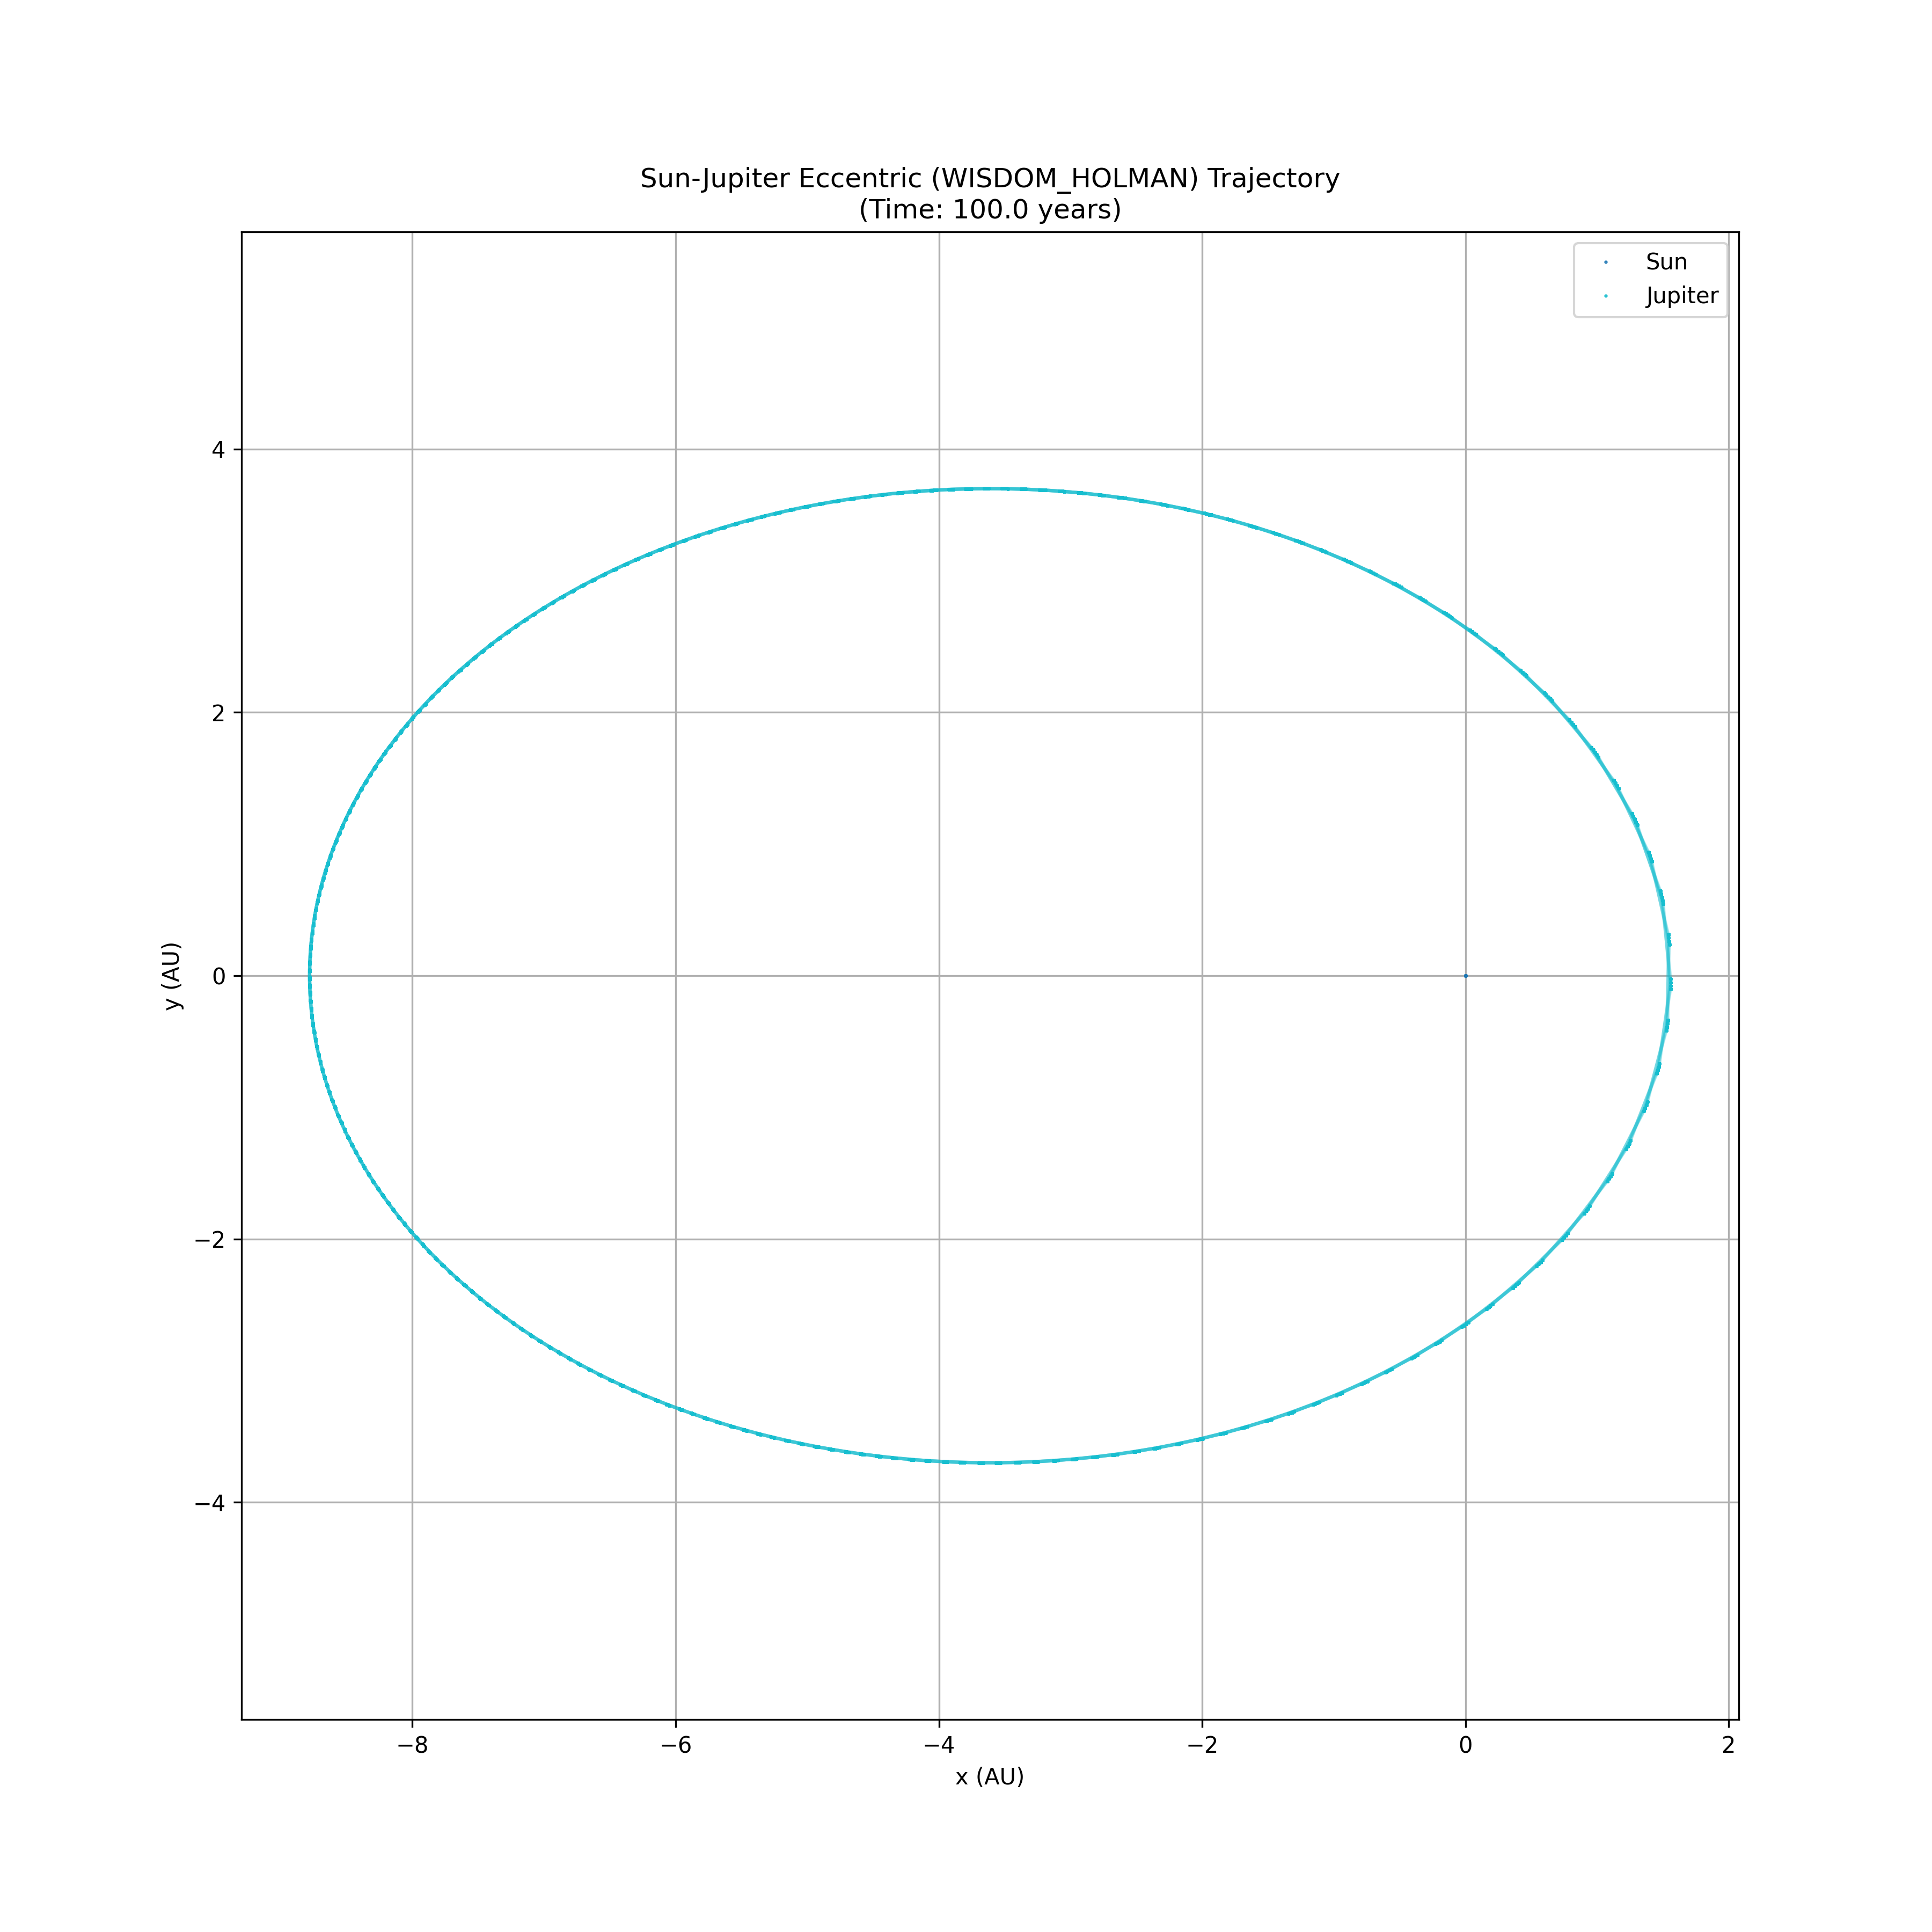 Sun-Jupiter Eccentric (WISDOM_HOLMAN) Trajectory
(Time: 100.0 years)
Sun
Jupiter
4
2
0
−2
−4
y (AU)
−8
−6
−4
−2
0
2
x (AU)